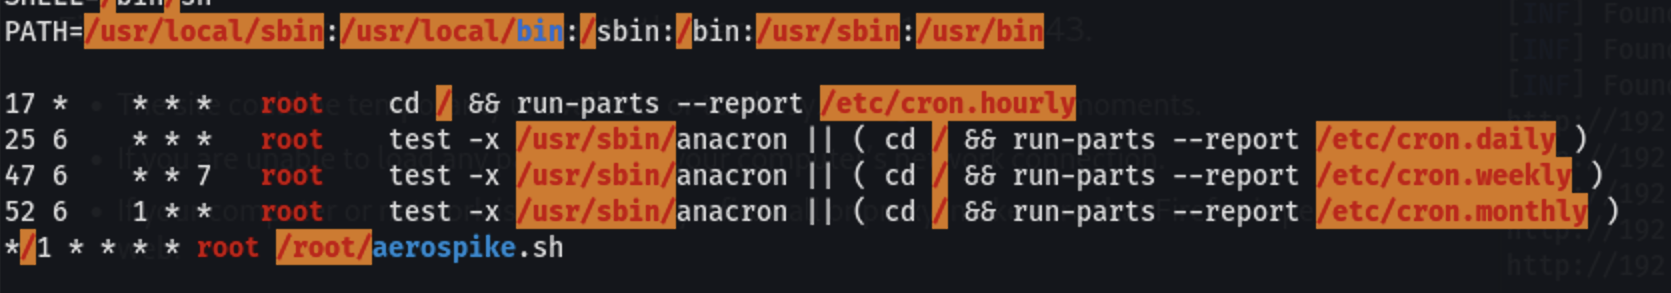 SHELL=/bin/sh
PATH=/usr/local/sbin:/usr/local/bin:/sbin:/bin:/usr/sbin:/usr/bin
17 * * * * root cd / && run-parts --report /etc/cron.hourly
25 6 * * * root test -x /usr/sbin/anacron || ( cd / && run-parts --report /etc/cron.daily )
47 6 * * 7 root test -x /usr/sbin/anacron || ( cd / && run-parts --report /etc/cron.weekly )
52 6 1 * * root test -x /usr/sbin/anacron || ( cd / && run-parts --report /etc/cron.monthly )
*/1 * * * * root /root/aerospike.sh